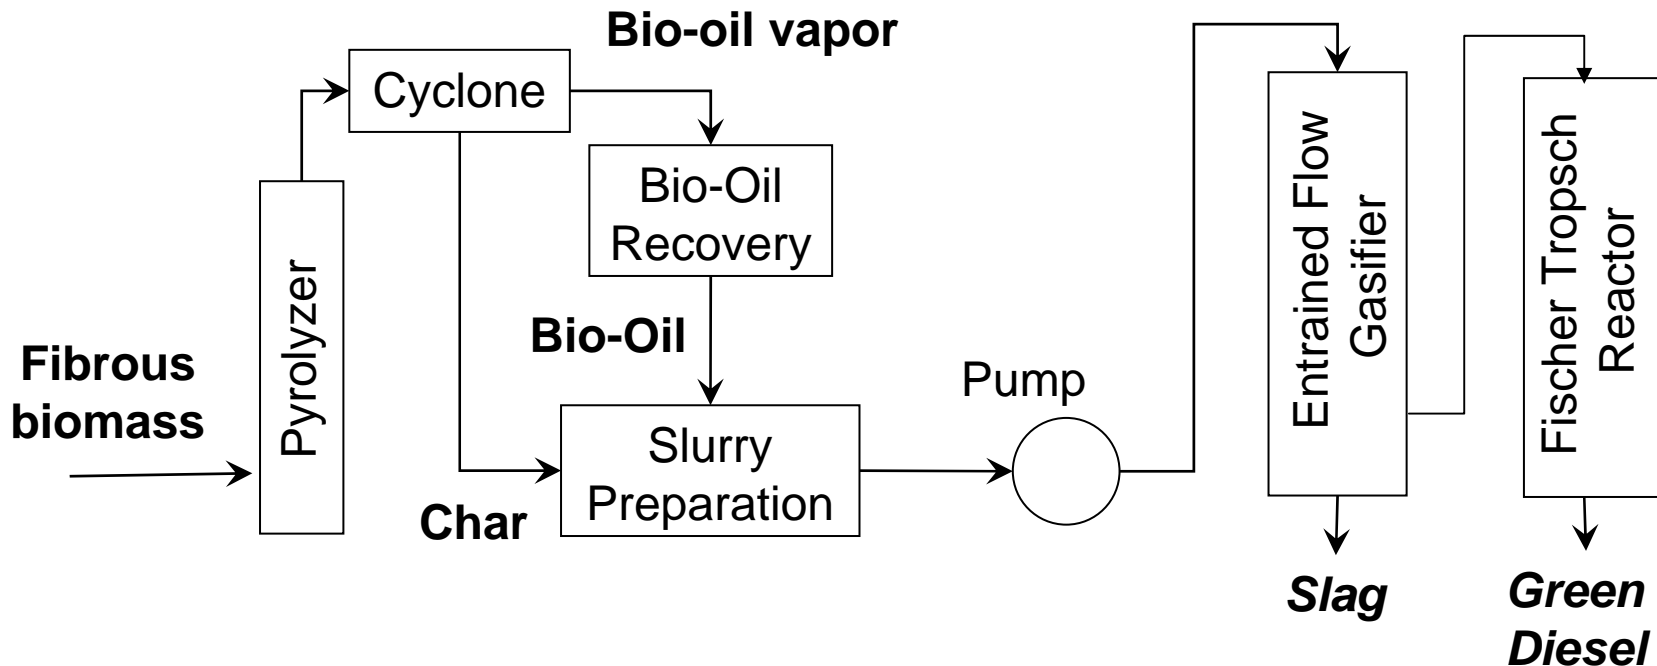 Bio-oil vapor
Cyclone
Bio-Oil
Recovery
Bio-Oil
Fibrous
biomass
Pyrolyzer
Char
Slurry
Preparation
Pump
Entrained Flow
Gasifier
Fischer Tropsch
Reactor
Slag
Green
Diesel